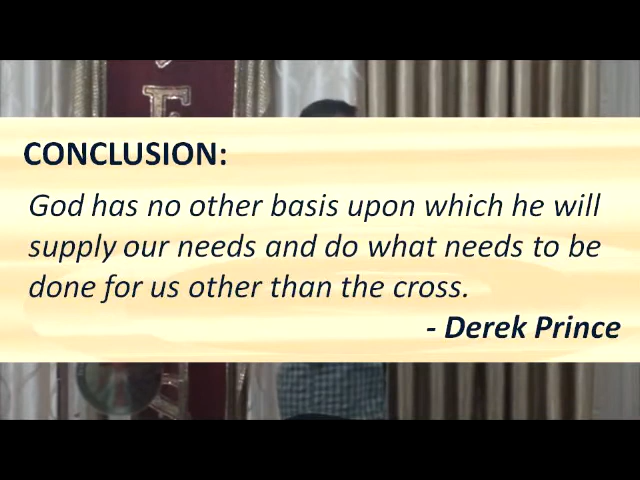 E
CONCLUSION:
God has no other basis upon which he will
supply our needs and do what needs to be
done for us other than the cross.
- Derek Prince